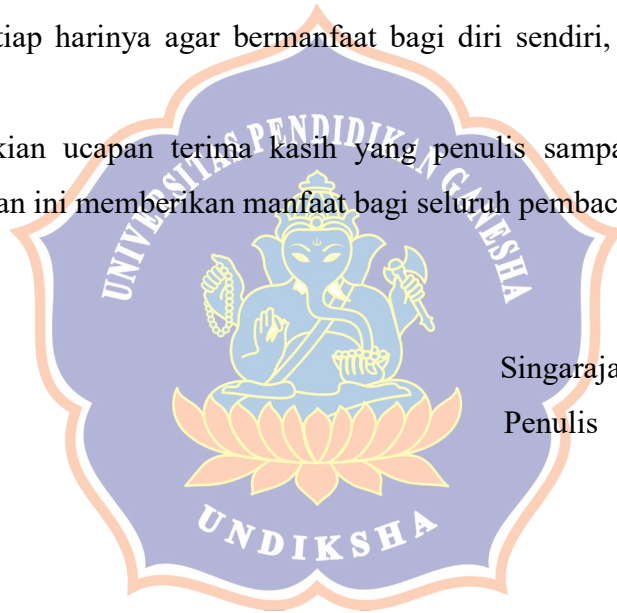 tiap harinya agar bermanfaat bagi diri sendiri,
kian ucapan terima kasih yang penulis sampa
an ini memberikan manfaat bagi seluruh pembac
UNIVERSITAS PENDIDIKAN GANESHA
Singaraja
Penulis
UNDIKSHA